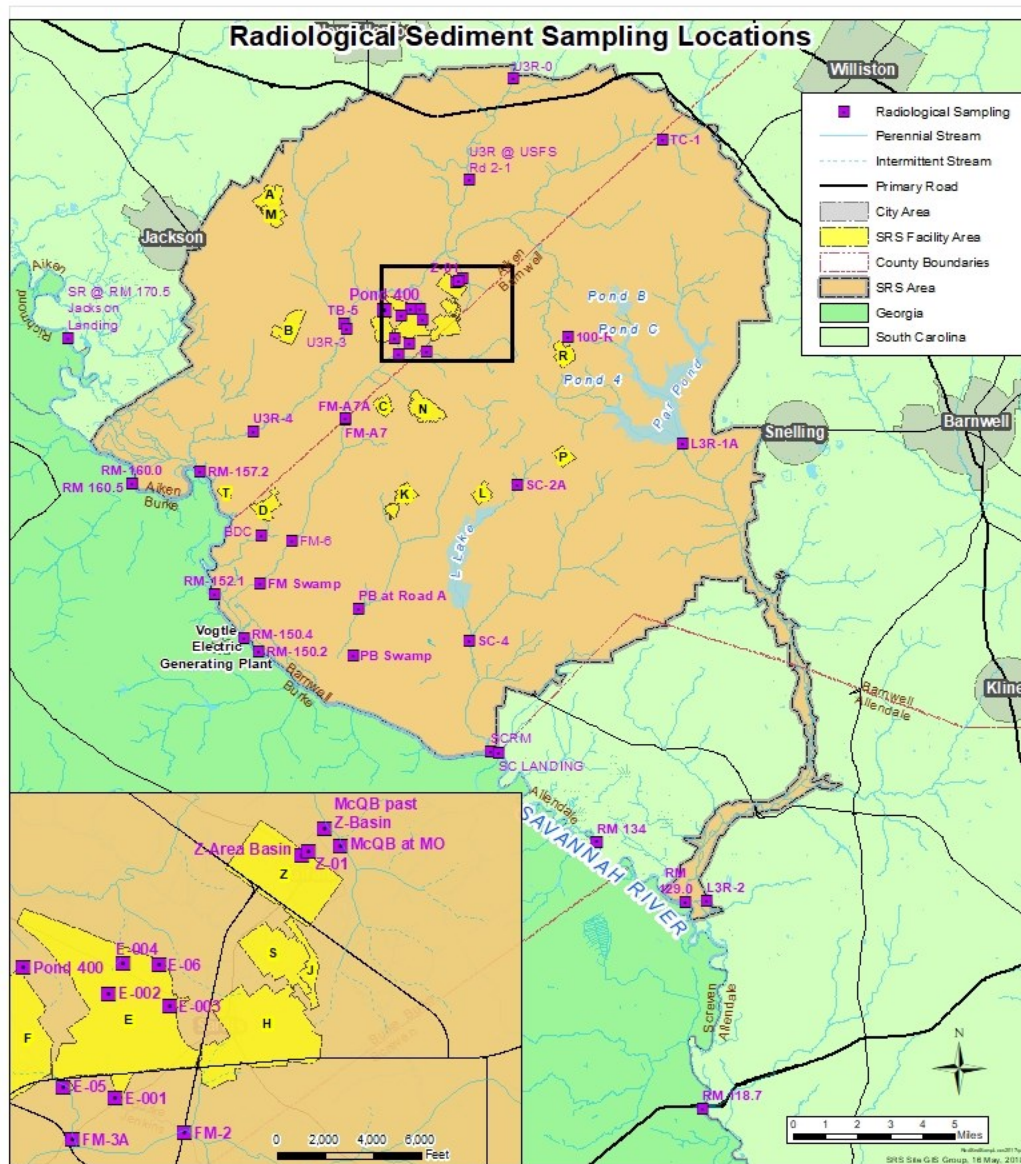 Radiological Sediment Sampling Locations
Williston
U3R-0
TC-1
U3R @ USFS
Rd 2-1
Radiological Sampling
Perennial Stream
Intermittent Stream
Primary Road
City Area
SRS Facility Area
County Boundaries
SRS Area
Georgia
South Carolina
A
M
Jackson
Aiken
Richmond
SR @ RM 170.5
Jackson
Landing
Aiken
Barnwell
Z-01
Pond 400
TB-5
U3R-3
B
Pond B
Pond C
100-R
R
Pond 4
Par Pond
C
N
FM-A7A
FM-A7
U3R-4
L3R-1A
Snelling
Barnwell
RM-160.0
RM 160.5
RM-157.2
Aiken
Burke
T
D
K
L
P
SC-2A
BDC
FM-6
L Lake
RM-152.1
FM Swamp
PB at Road A
Vogtle
Electric
Generating Plant
RM-150.4
RM-150.2
PB Swamp
SC-4
Barnwell
Burke
Barnwell
Allendale
Kline
SCRM
SC LANDING
Allendale
SAVANNAH RIVER
RM 134
RM
129.0
L3R-2
Screven
Allendale
RM-118.7
N
0 1 2 3 4 5
Miles
SRS Site GIS Group, 16 May, 201
McQB past
Z-Basin
McQB at MO
Z-Area Basin
Z-01
Z
S
J
H
E-004
E-06
Pond 400
E-002
E-003
E
F
E-05
E-001
FM-3A
FM-2
0 2,000 4,000 6,000
Feet